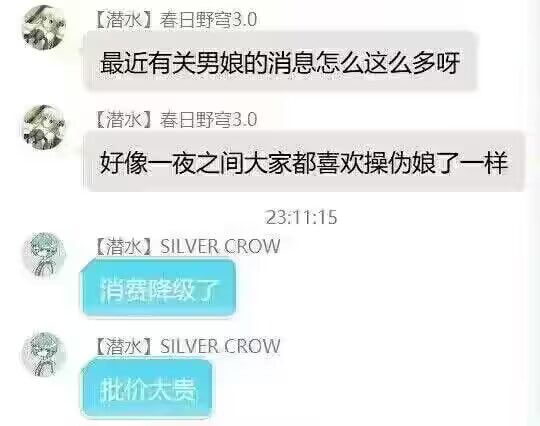 【潜水】春日野穹3.0
最近有关男娘的消息怎么这么多呀
【潜水】春日野穹3.0
好像一夜之间大家都喜欢操伪娘了一样
23:11:15
【潜水】SILVER CROW
消费降级了
【潜水】SILVER CROW
批价太贵